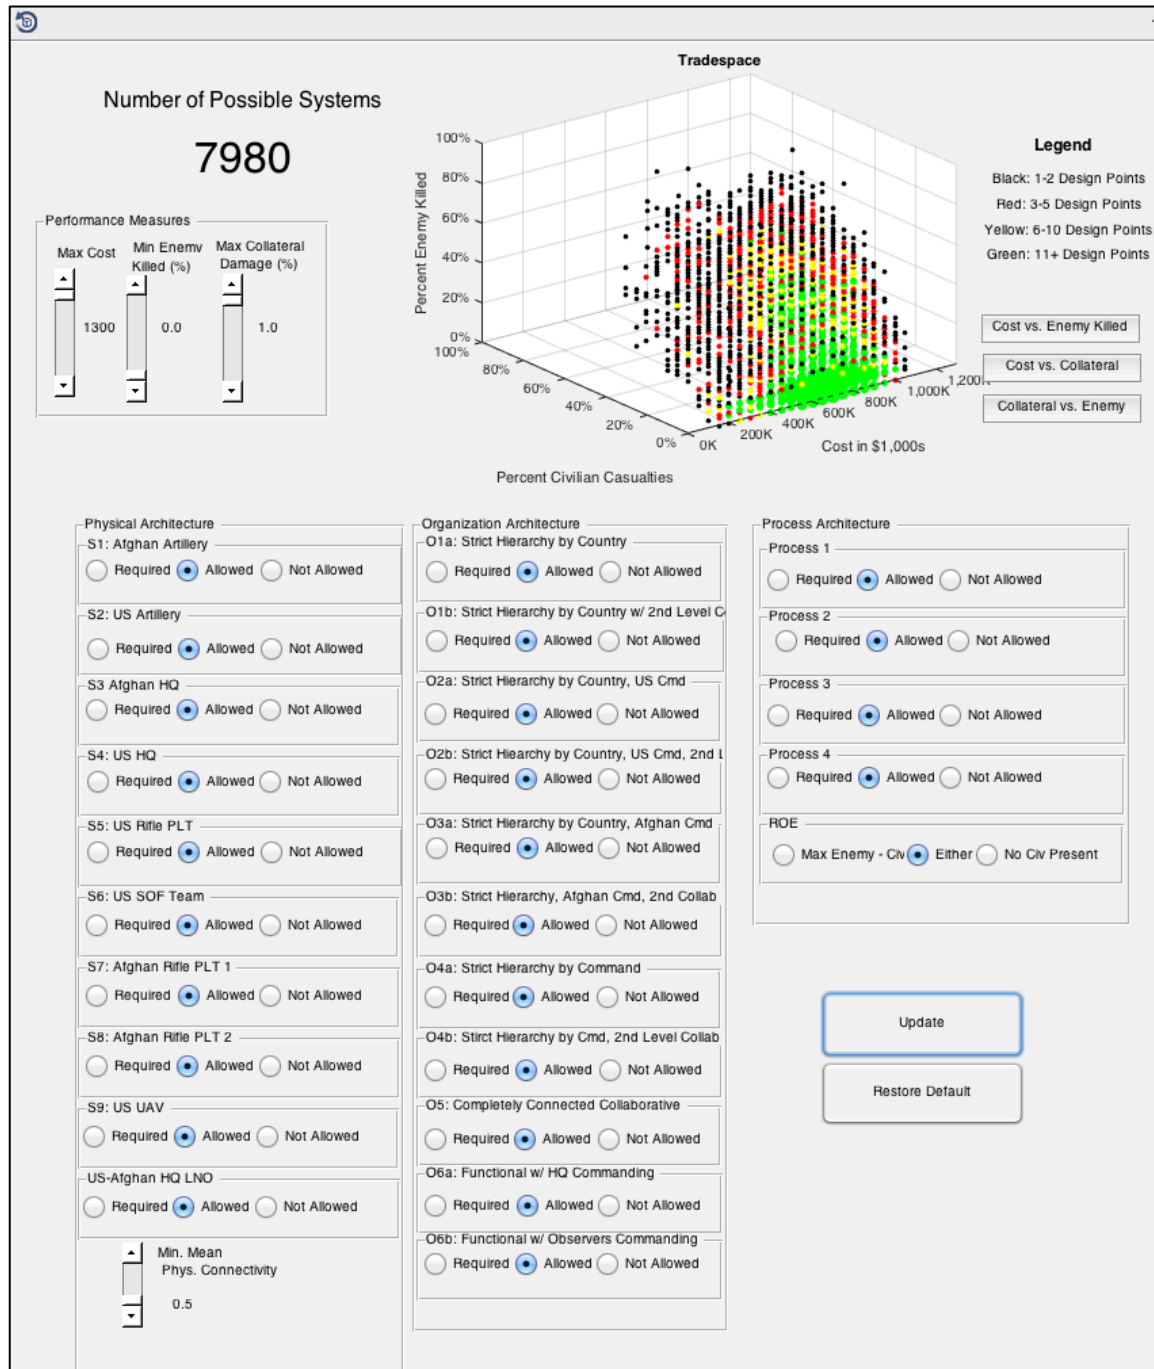 Tradespace
Number of Possible Systems
7980
Performance Measures
Max Cost
1300
Min Enemy Killed (%)
0.0
Max Collateral Damage (%)
1.0
Percent Enemy Killed
100%
80%
60%
40%
20%
0%
100%
80%
60%
40%
20%
0%
Percent Civilian Casualties
0K
200K
400K
600K
800K
1,000K
1,200K
Cost in $1,000s
Legend
Black: 1-2 Design Points
Red: 3-5 Design Points
Yellow: 6-10 Design Points
Green: 11+ Design Points
Cost vs. Enemy Killed
Cost vs. Collateral
Collateral vs. Enemy
Physical Architecture
S1: Afghan Artillery
Required Allowed Not Allowed
S2: US Artillery
Required Allowed Not Allowed
S3 Afghan HQ
Required Allowed Not Allowed
S4: US HQ
Required Allowed Not Allowed
S5: US Rifle PLT
Required Allowed Not Allowed
S6: US SOF Team
Required Allowed Not Allowed
S7: Afghan Rifle PLT 1
Required Allowed Not Allowed
S8: Afghan Rifle PLT 2
Required Allowed Not Allowed
S9: US UAV
Required Allowed Not Allowed
US-Afghan HQ LNO
Required Allowed Not Allowed
Min. Mean
Phys. Connectivity
0.5
Organization Architecture
O1a: Strict Hierarchy by Country
Required Allowed Not Allowed
O1b: Strict Hierarchy by Country w/ 2nd Level C
Required Allowed Not Allowed
O2a: Strict Hierarchy by Country, US Cmd
Required Allowed Not Allowed
O2b: Strict Hiearchy by Country, US Cmd, 2nd L
Required Allowed Not Allowed
O3a: Strict Hierarchy by Country, Afghan Cmd
Required Allowed Not Allowed
O3b: Strict Hierarchy, Afghan Cmd, 2nd Collab
Required Allowed Not Allowed
O4a: Strict Hierarchy by Command
Required Allowed Not Allowed
O4b: Stirct Hierarchy by Cmd, 2nd Level Collab
Required Allowed Not Allowed
O5: Completely Connected Collaborative
Required Allowed Not Allowed
O6a: Functional w/ HQ Commanding
Required Allowed Not Allowed
O6b: Functional w/ Observers Commanding
Required Allowed Not Allowed
Process Architecture
Process 1
Required Allowed Not Allowed
Process 2
Required Allowed Not Allowed
Process 3
Required Allowed Not Allowed
Process 4
Required Allowed Not Allowed
ROE
Max Enemy - Civ Either No Civ Present
Update
Restore Default